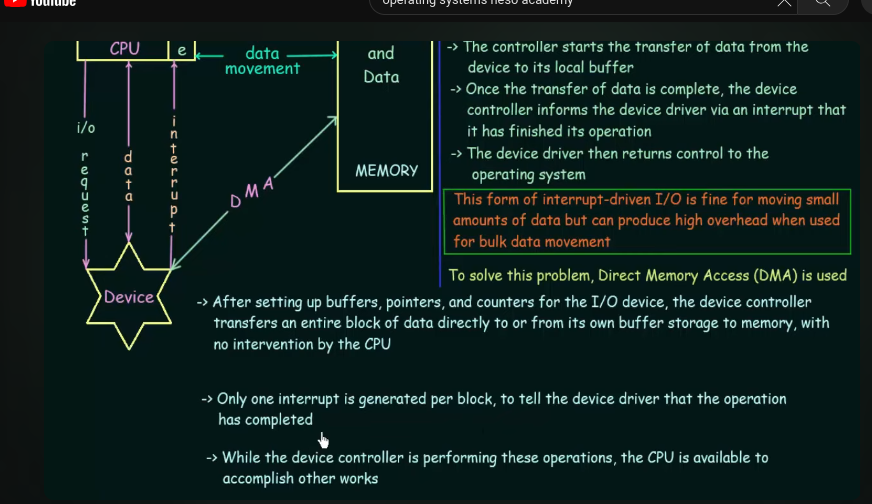 YouTube
operating systems neso academy
CPU
e
data
movement
and
Data
MEMORY
i/o
request
data
interrupt
DMA
Device
-> The controller starts the transfer of data from the
device to its local buffer
-> Once the transfer of data is complete, the device
controller informs the device driver via an interrupt that
it has finished its operation
-> The device driver then returns control to the
operating system
This form of interrupt-driven I/O is fine for moving small
amounts of data but can produce high overhead when used
for bulk data movement
To solve this problem, Direct Memory Access (DMA) is used
-> After setting up buffers, pointers, and counters for the I/O device, the device controller
transfers an entire block of data directly to or from its own buffer storage to memory, with
no intervention by the CPU
-> Only one interrupt is generated per block, to tell the device driver that the operation
has completed
-> While the device controller is performing these operations, the CPU is available to
accomplish other works